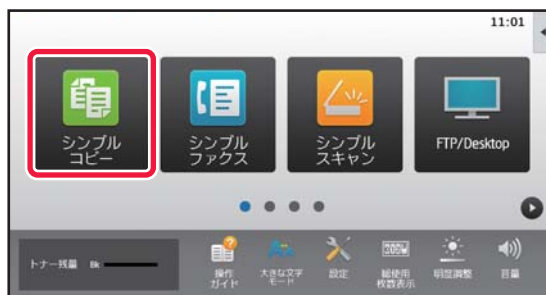 11:01
シンプル
コピー
シンプル
ファクス
シンプル
スキャン
FTP/Desktop
トナー残量 Bk
操作
ガイド
大きな文字
モード
設定
総使用
枚数表示
明度調整
音量